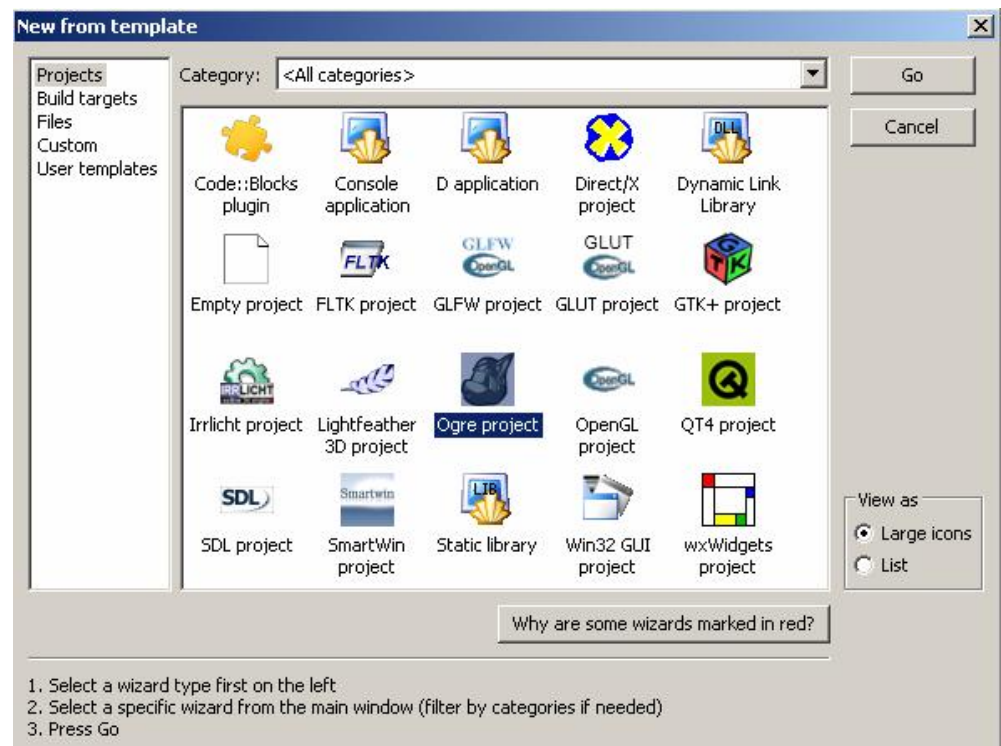 New from template
Projects
Build targets
Files
Custom
User templates
Category: <All categories>
Go
Cancel
Code::Blocks
plugin
Console
application
D application
Direct/X
project
DLL
Dynamic Link
Library
Empty project
FLTK
FLTK project
GLFW
OpenGL
GLFW project
GLUT
OpenGL
GLUT project
GTK
GTK+ project
IRRLICHT
Irrlicht project
Lightfeather
3D project
Ogre project
OpenGL
OpenGL
project
QT4 project
SDL
SDL project
Smartwin
SmartWin
project
LIB
Static library
Win32 GUI
project
wxWidgets
project
View as
Large icons
List
Why are some wizards marked in red?
1. Select a wizard type first on the left
2. Select a specific wizard from the main window (filter by categories if needed)
3. Press Go